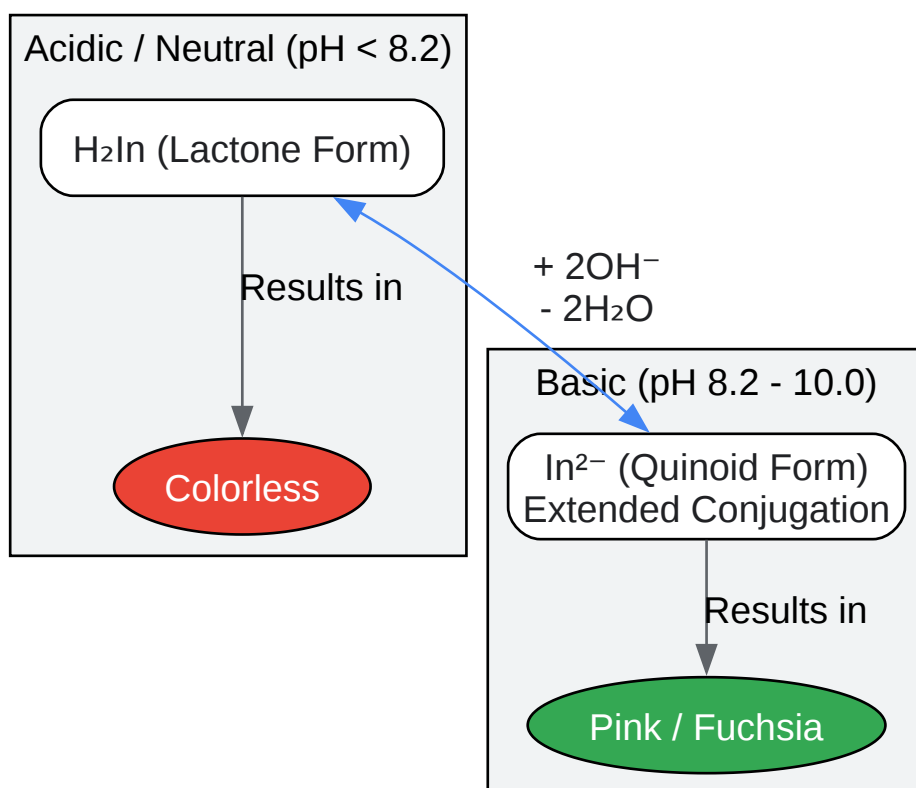 Acidic / Neutral (pH < 8.2)
H₂In (Lactone Form)
Results in
Colorless
+ 2OH⁻
- 2H₂O
Basic (pH 8.2 - 10.0)
In²⁻ (Quinoid Form)
Extended Conjugation
Results in
Pink / Fuchsia